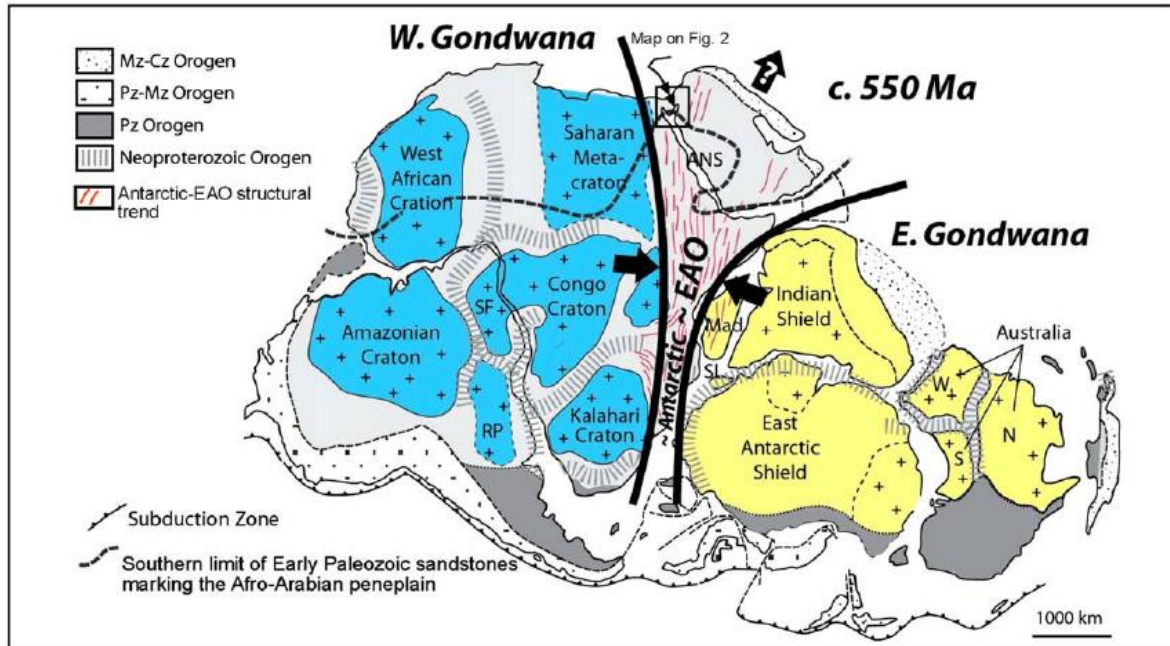 W. Gondwana
Map on Fig. 2
c. 550 Ma
Mz-Cz Orogen
Pz-Mz Orogen
Pz Orogen
Neoproterozoic Orogen
Antarctic-EAO structural
trend
?
West
African
Cration
Saharan
Meta-
craton
ANS
E. Gondwana
~ Antarctic ~ EAO
Congo
Craton
SF
Amazonian
Craton
Mad
Indian
Shield
Australia
SL
W
N
S
RP
Kalahari
Craton
East
Antarctic
Shield
Subduction Zone
Southern limit of Early Paleozoic sandstones
marking the Afro-Arabian peneplain
1000 km